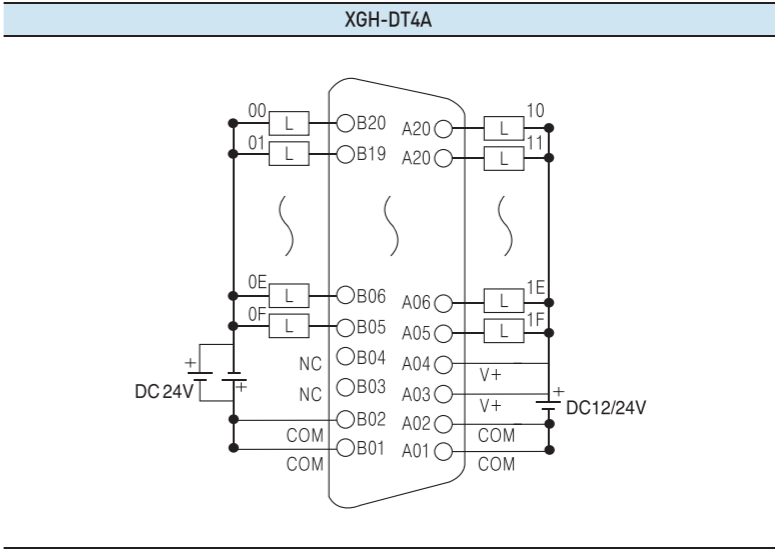 XGH-DT4A
00 L B20 A20 L 10
01 L B19 A20 L 11
0E L B06 A06 L 1E
0F L B05 A05 L 1F
NC B04 A04 V+ -
+ + DC 24V NC B03 A03 V+ + DC12/24V
COM B02 A02 COM -
COM B01 A01 COM